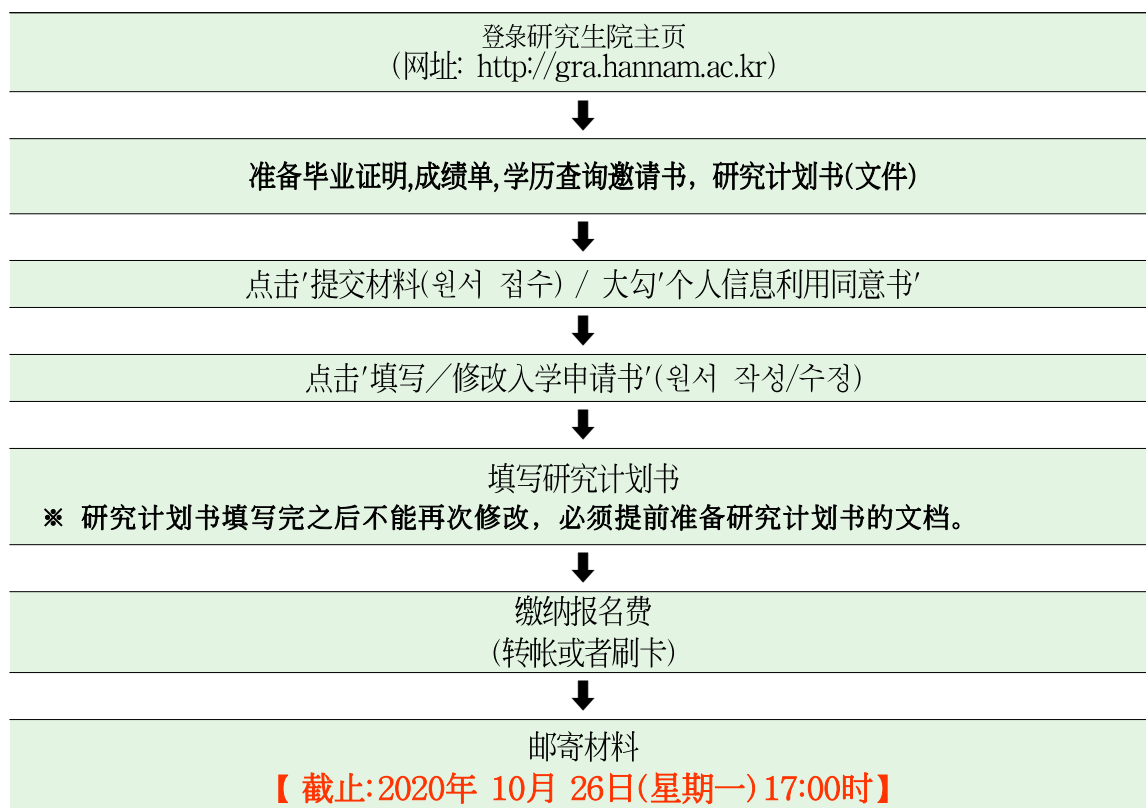 登录研究生院主页
(网址: http://gra.hannam.ac.kr)
准备毕业证明,成绩单,学历查询邀请书，研究计划书(文件)
点击'提交材料(원서 접수) / 大勾'个人信息利用同意书'
点击'填写／修改入学申请书'(원서 작성/수정)
填写研究计划书
※ 研究计划书填写完之后不能再次修改，必须提前准备研究计划书的文档。
缴纳报名费
(转帐或者刷卡)
邮寄材料
【 截止:2020年 10月 26日(星期一) 17:00时】